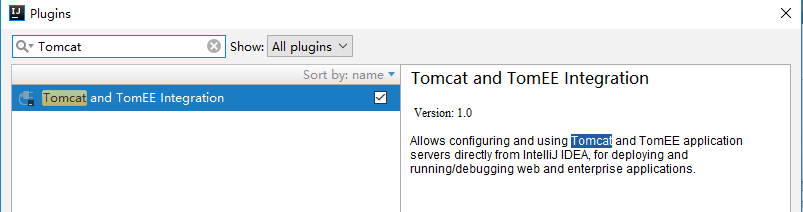 IJ Plugins
Tomcat Show: All plugins
Sort by: name
Tomcat and TomEE Integration
Tomcat and TomEE Integration
Version: 1.0
Allows configuring and using Tomcat and TomEE application
servers directly from IntelliJ IDEA, for deploying and
running/debugging web and enterprise applications.